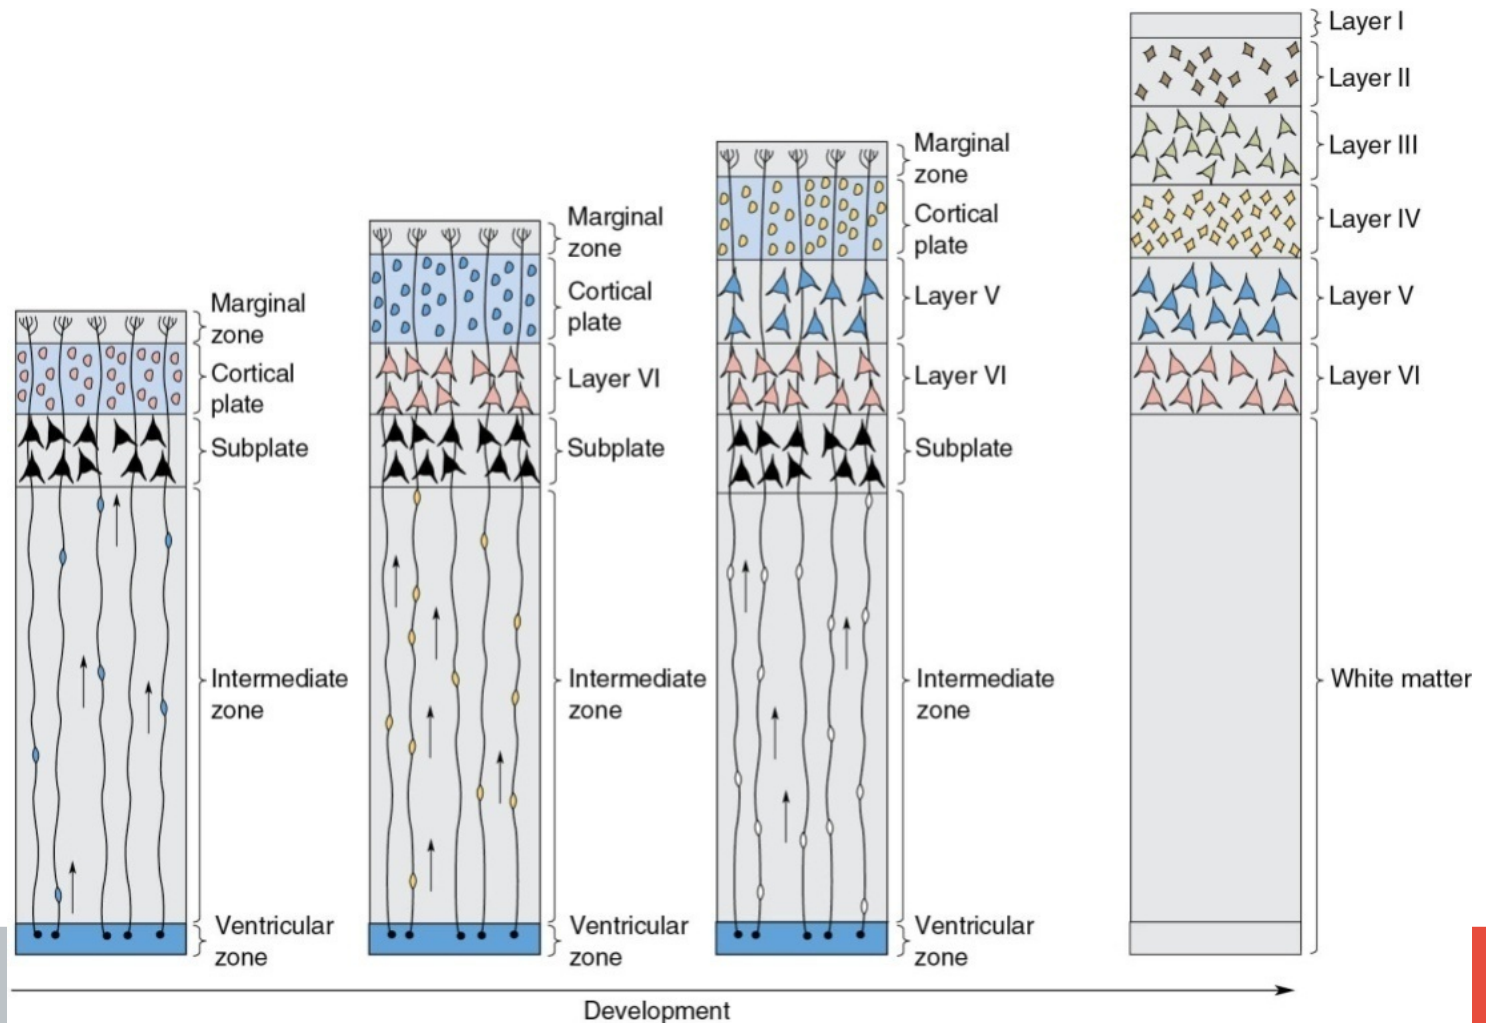 Marginal
zone
Cortical
plate
Subplate
Intermediate
zone
Ventricular
zone
Marginal
zone
Cortical
plate
Layer VI
Subplate
Intermediate
zone
Ventricular
zone
Marginal
zone
Cortical
plate
Layer V
Layer VI
Subplate
Intermediate
zone
Ventricular
zone
Layer I
Layer II
Layer III
Layer IV
Layer V
Layer VI
White matter
Development